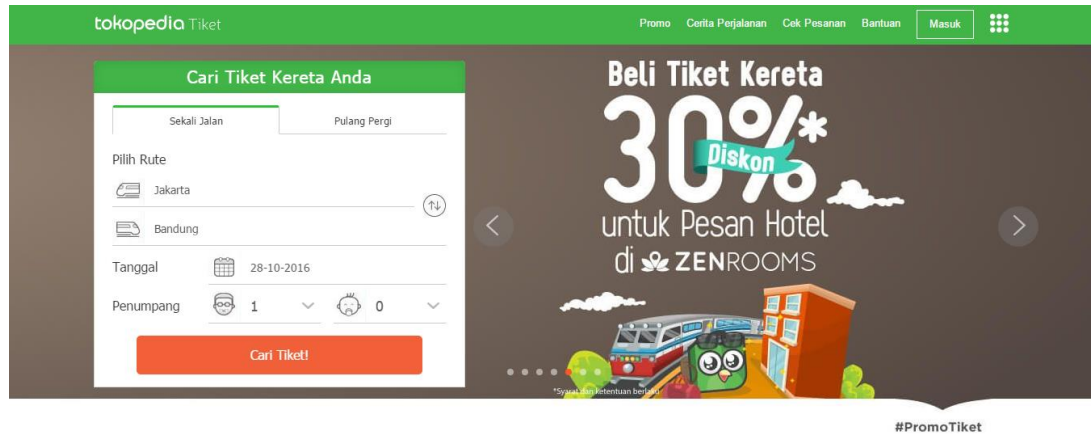 tokopedia Tiket
Promo Cerita Perjalanan Cek Pesanan Bantuan Masuk
Cari Tiket Kereta Anda
Sekali Jalan Pulang Pergi
Pilih Rute
Jakarta
Bandung
Tanggal 28-10-2016
Penumpang 1 0
Cari Tiket!
Beli Tiket Kereta
30%*
Diskon
untuk Pesan Hotel
di ZENROOMS
*Syarat dan ketentuan berlaku
#PromoTiket